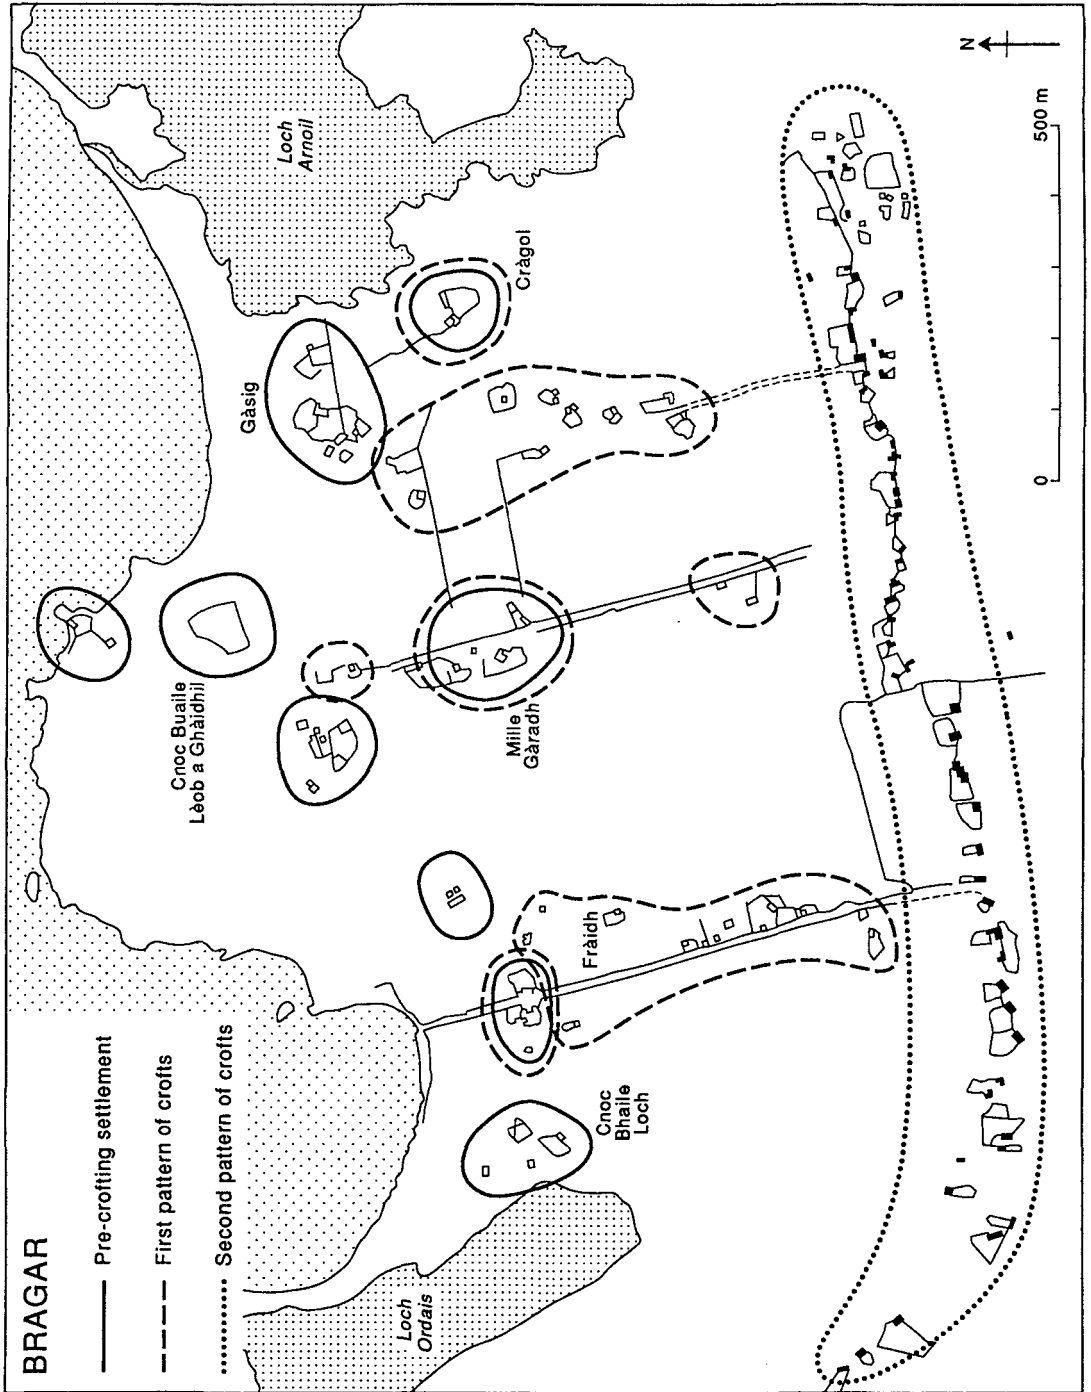 BRAGAR
Pre-crofting settlement
First pattern of crofts
Second pattern of crofts
Loch
Ordais
Cnoc
Bhaile
Loch
Fràidh
Cnoc Buaile
Lèob a Ghàidhil
Mille
Gàradh
Gàsig
Cràgol
Loch
Arnoil
N
0
500 m